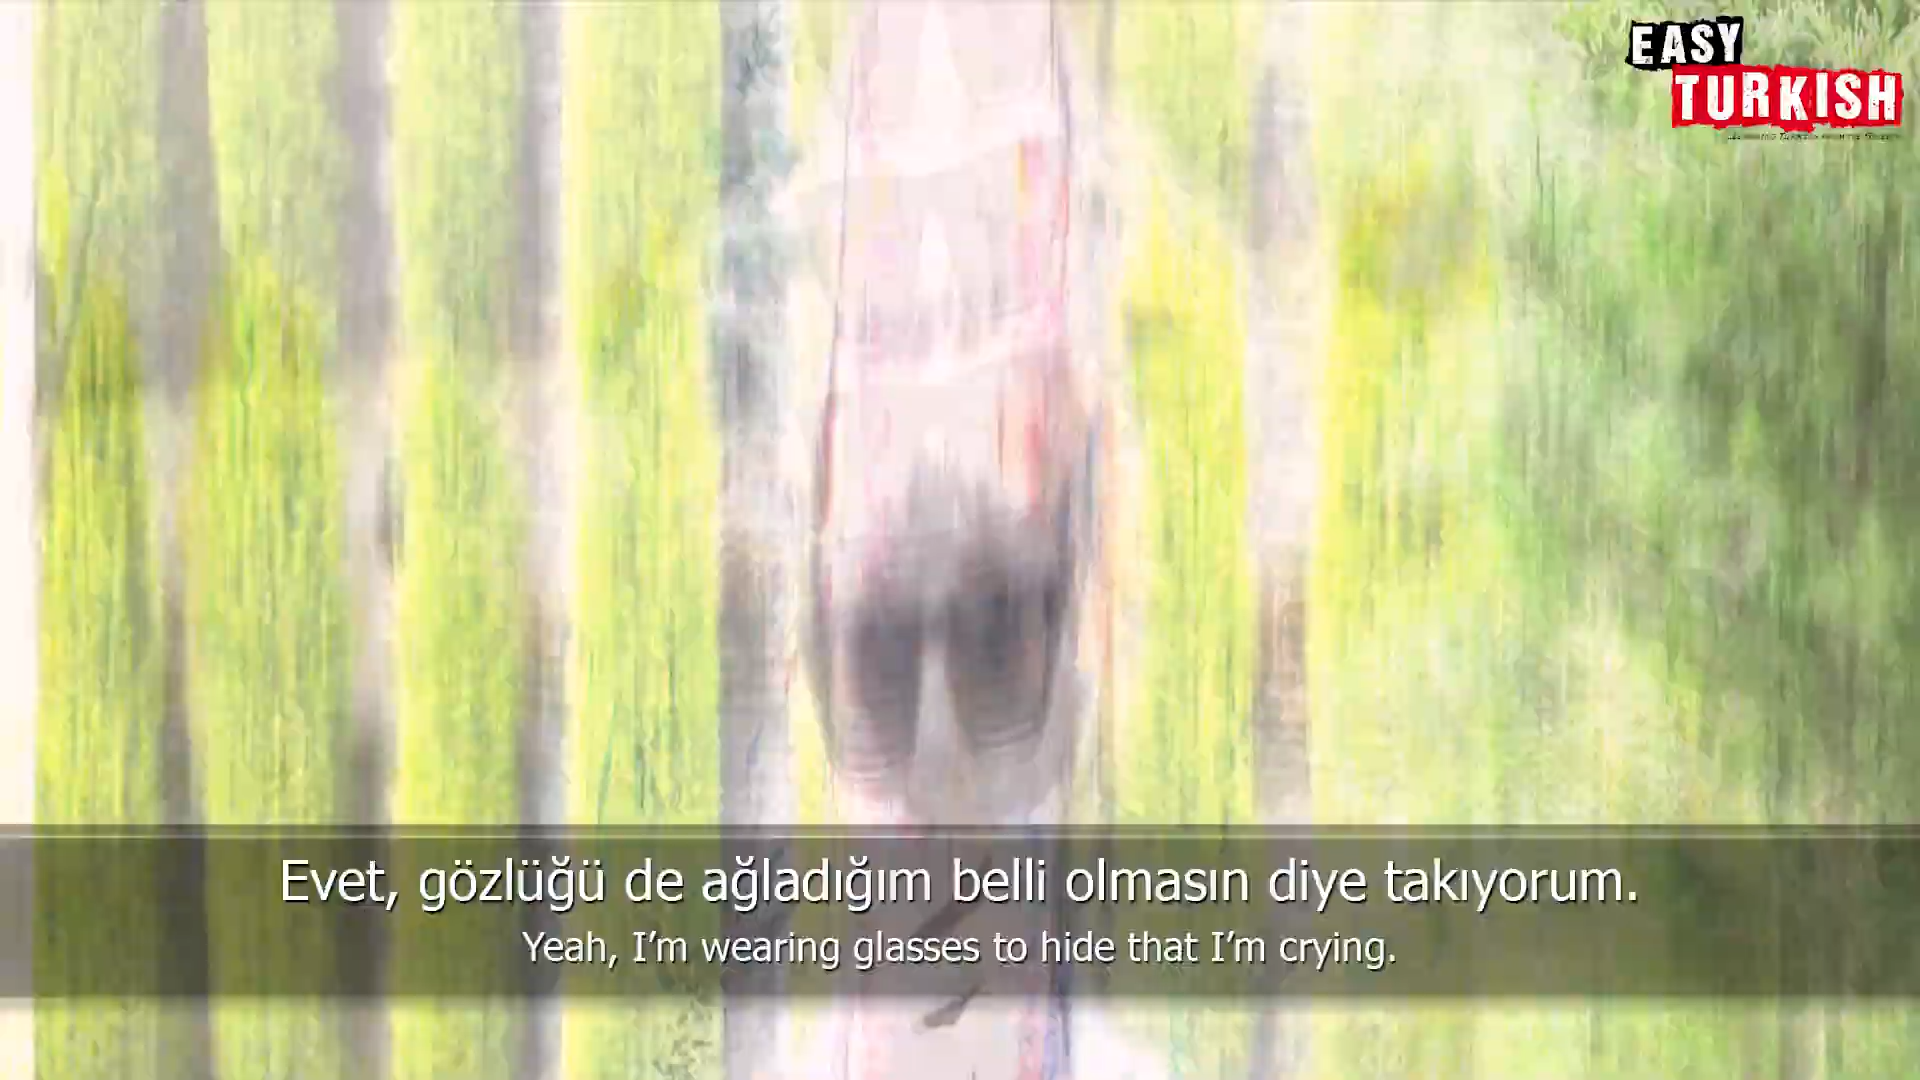 EASY
TURKISH
Evet, gözlüğü de ağladığım belli olmasın diye takıyorum.
Yeah, I’m wearing glasses to hide that I’m crying.